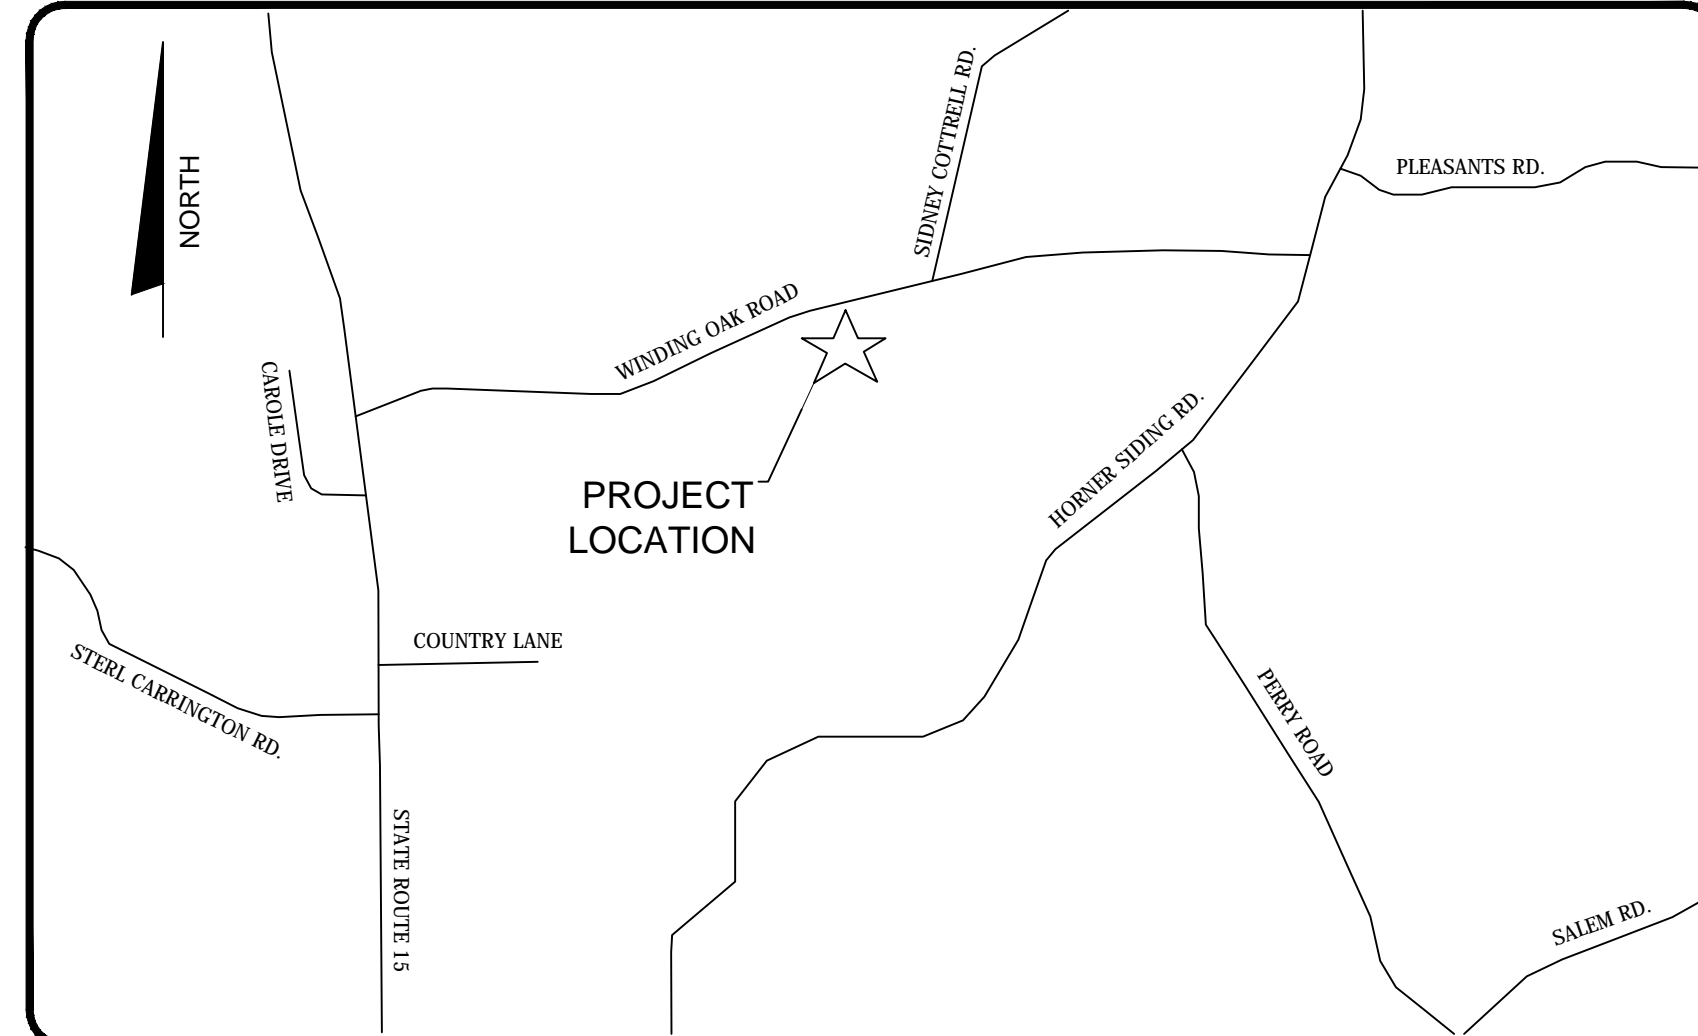 SIDNEY COTTRELL RD.
NORTH
PLEASANTS RD.
WINDING OAK ROAD
CAROLE DRIVE
HORNER SIDING RD.
PROJECT
LOCATION
COUNTRY LANE
STERL CARRINGTON RD.
PERRY ROAD
STATE ROUTE 15
SALEM RD.